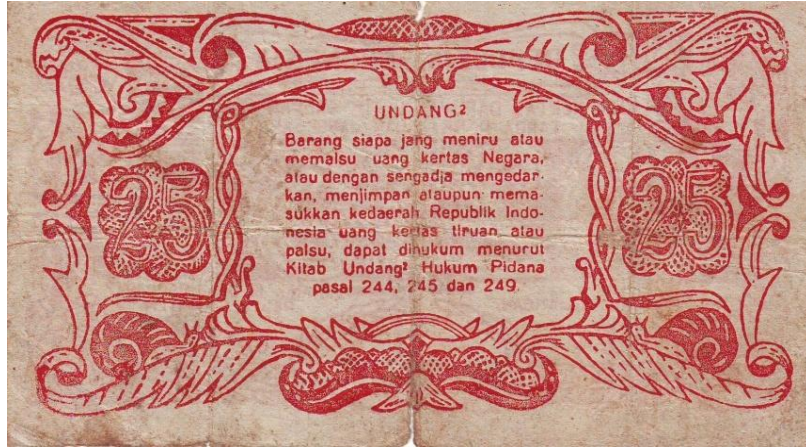 UNDANG²
25
Barang siapa jang meniru atau
memalsu uang kertas Negara,
atau dengan sengadja mengedar-
kan, menjimpan ataupun mema-
sukkan kedaerah Republik Indo-
nesia uang kertas tiruan atau
palsu, dapat dihukum menurut
Kitab Undang² Hukum Pidana
pasal 244, 245 dan 249.
25